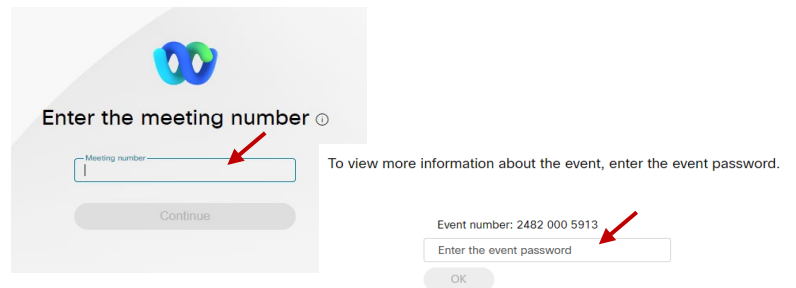 Enter the meeting number
Meeting number
Continue
To view more information about the event, enter the event password.
Event number: 2482 000 5913
Enter the event password
OK